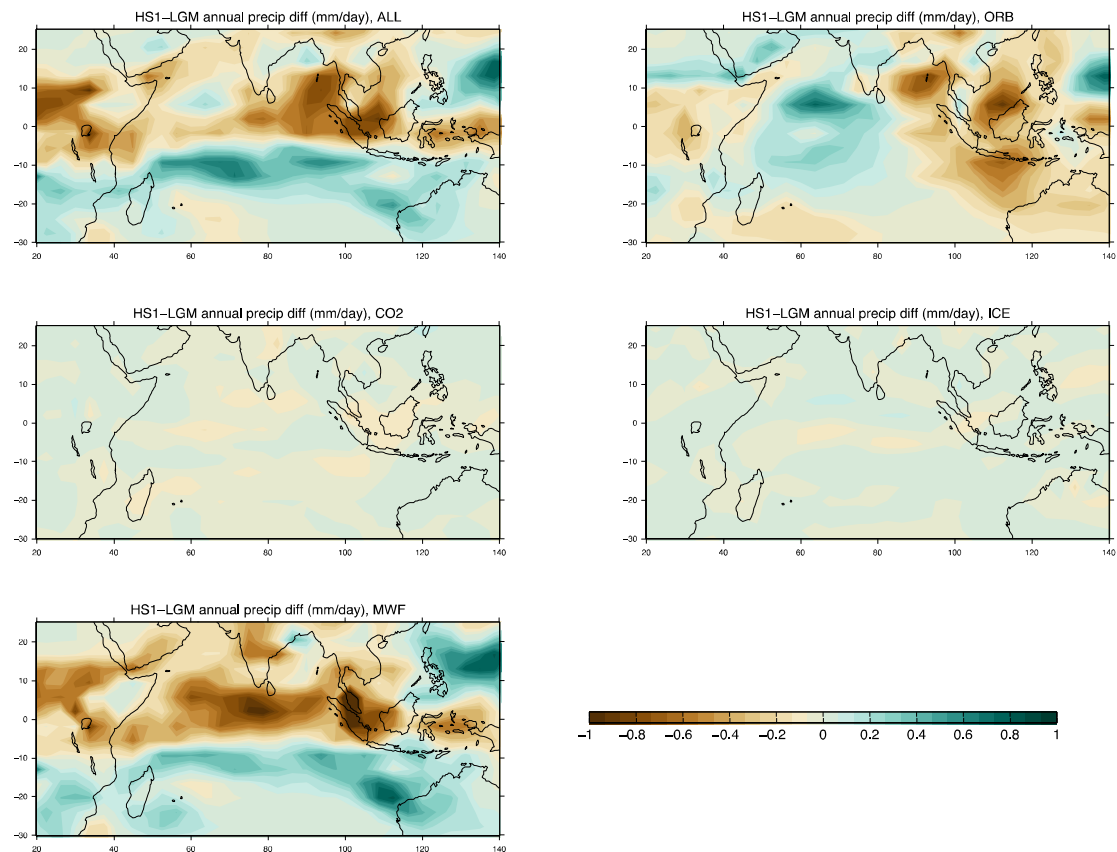 HS1–LGM annual precip diff (mm/day), ALL
20
10
0
−10
−20
−30
20 40 60 80 100 120 140
HS1–LGM annual precip diff (mm/day), ORB
20
10
0
−10
−20
−30
20 40 60 80 100 120 140
HS1–LGM annual precip diff (mm/day), CO2
20
10
0
−10
−20
−30
20 40 60 80 100 120 140
HS1–LGM annual precip diff (mm/day), ICE
20
10
0
−10
−20
−30
20 40 60 80 100 120 140
HS1–LGM annual precip diff (mm/day), MWF
20
10
0
−10
−20
−30
20 40 60 80 100 120 140
-1 -0.8 -0.6 -0.4 -0.2 0 0.2 0.4 0.6 0.8 1